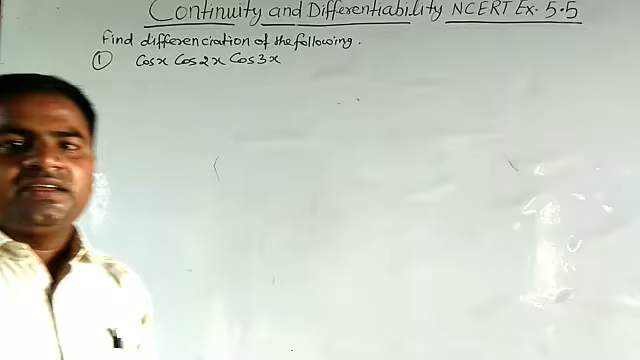 Continuity and Differentiability NCERT Ex. 5.5
Find differenciation of the following.
① Cosx Cos2x Cos3x